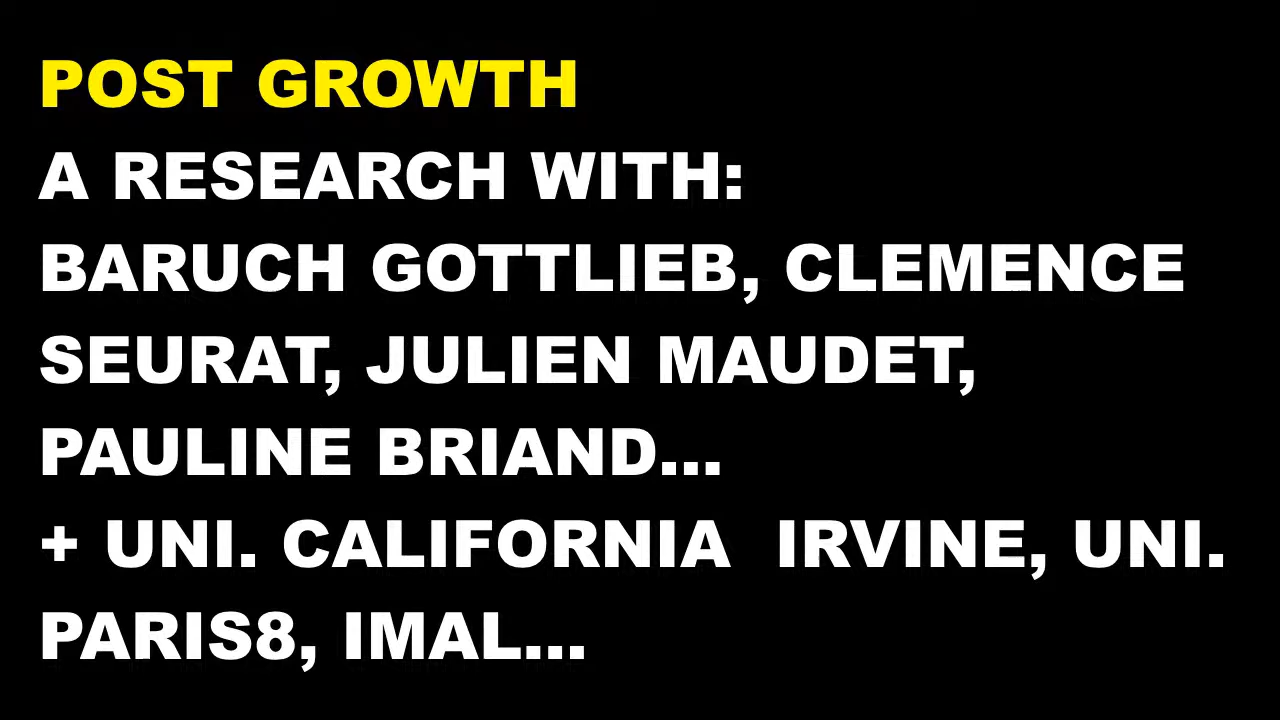 POST GROWTH
A RESEARCH WITH:
BARUCH GOTTLIEB, CLEMENCE
SEURAT, JULIEN MAUDET,
PAULINE BRIAND...
+ UNI. CALIFORNIA  IRVINE, UNI.
PARIS8, IMAL...